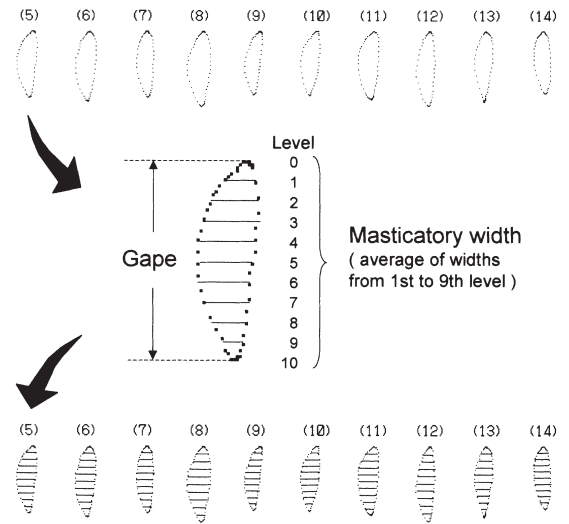 (5) (6) (7) (8) (9) (10) (11) (12) (13) (14)
Level
0
1
2
3
4
5
6
7
8
9
10
Gape
Masticatory width
( average of widths
from 1st to 9th level )
(5) (6) (7) (8) (9) (10) (11) (12) (13) (14)